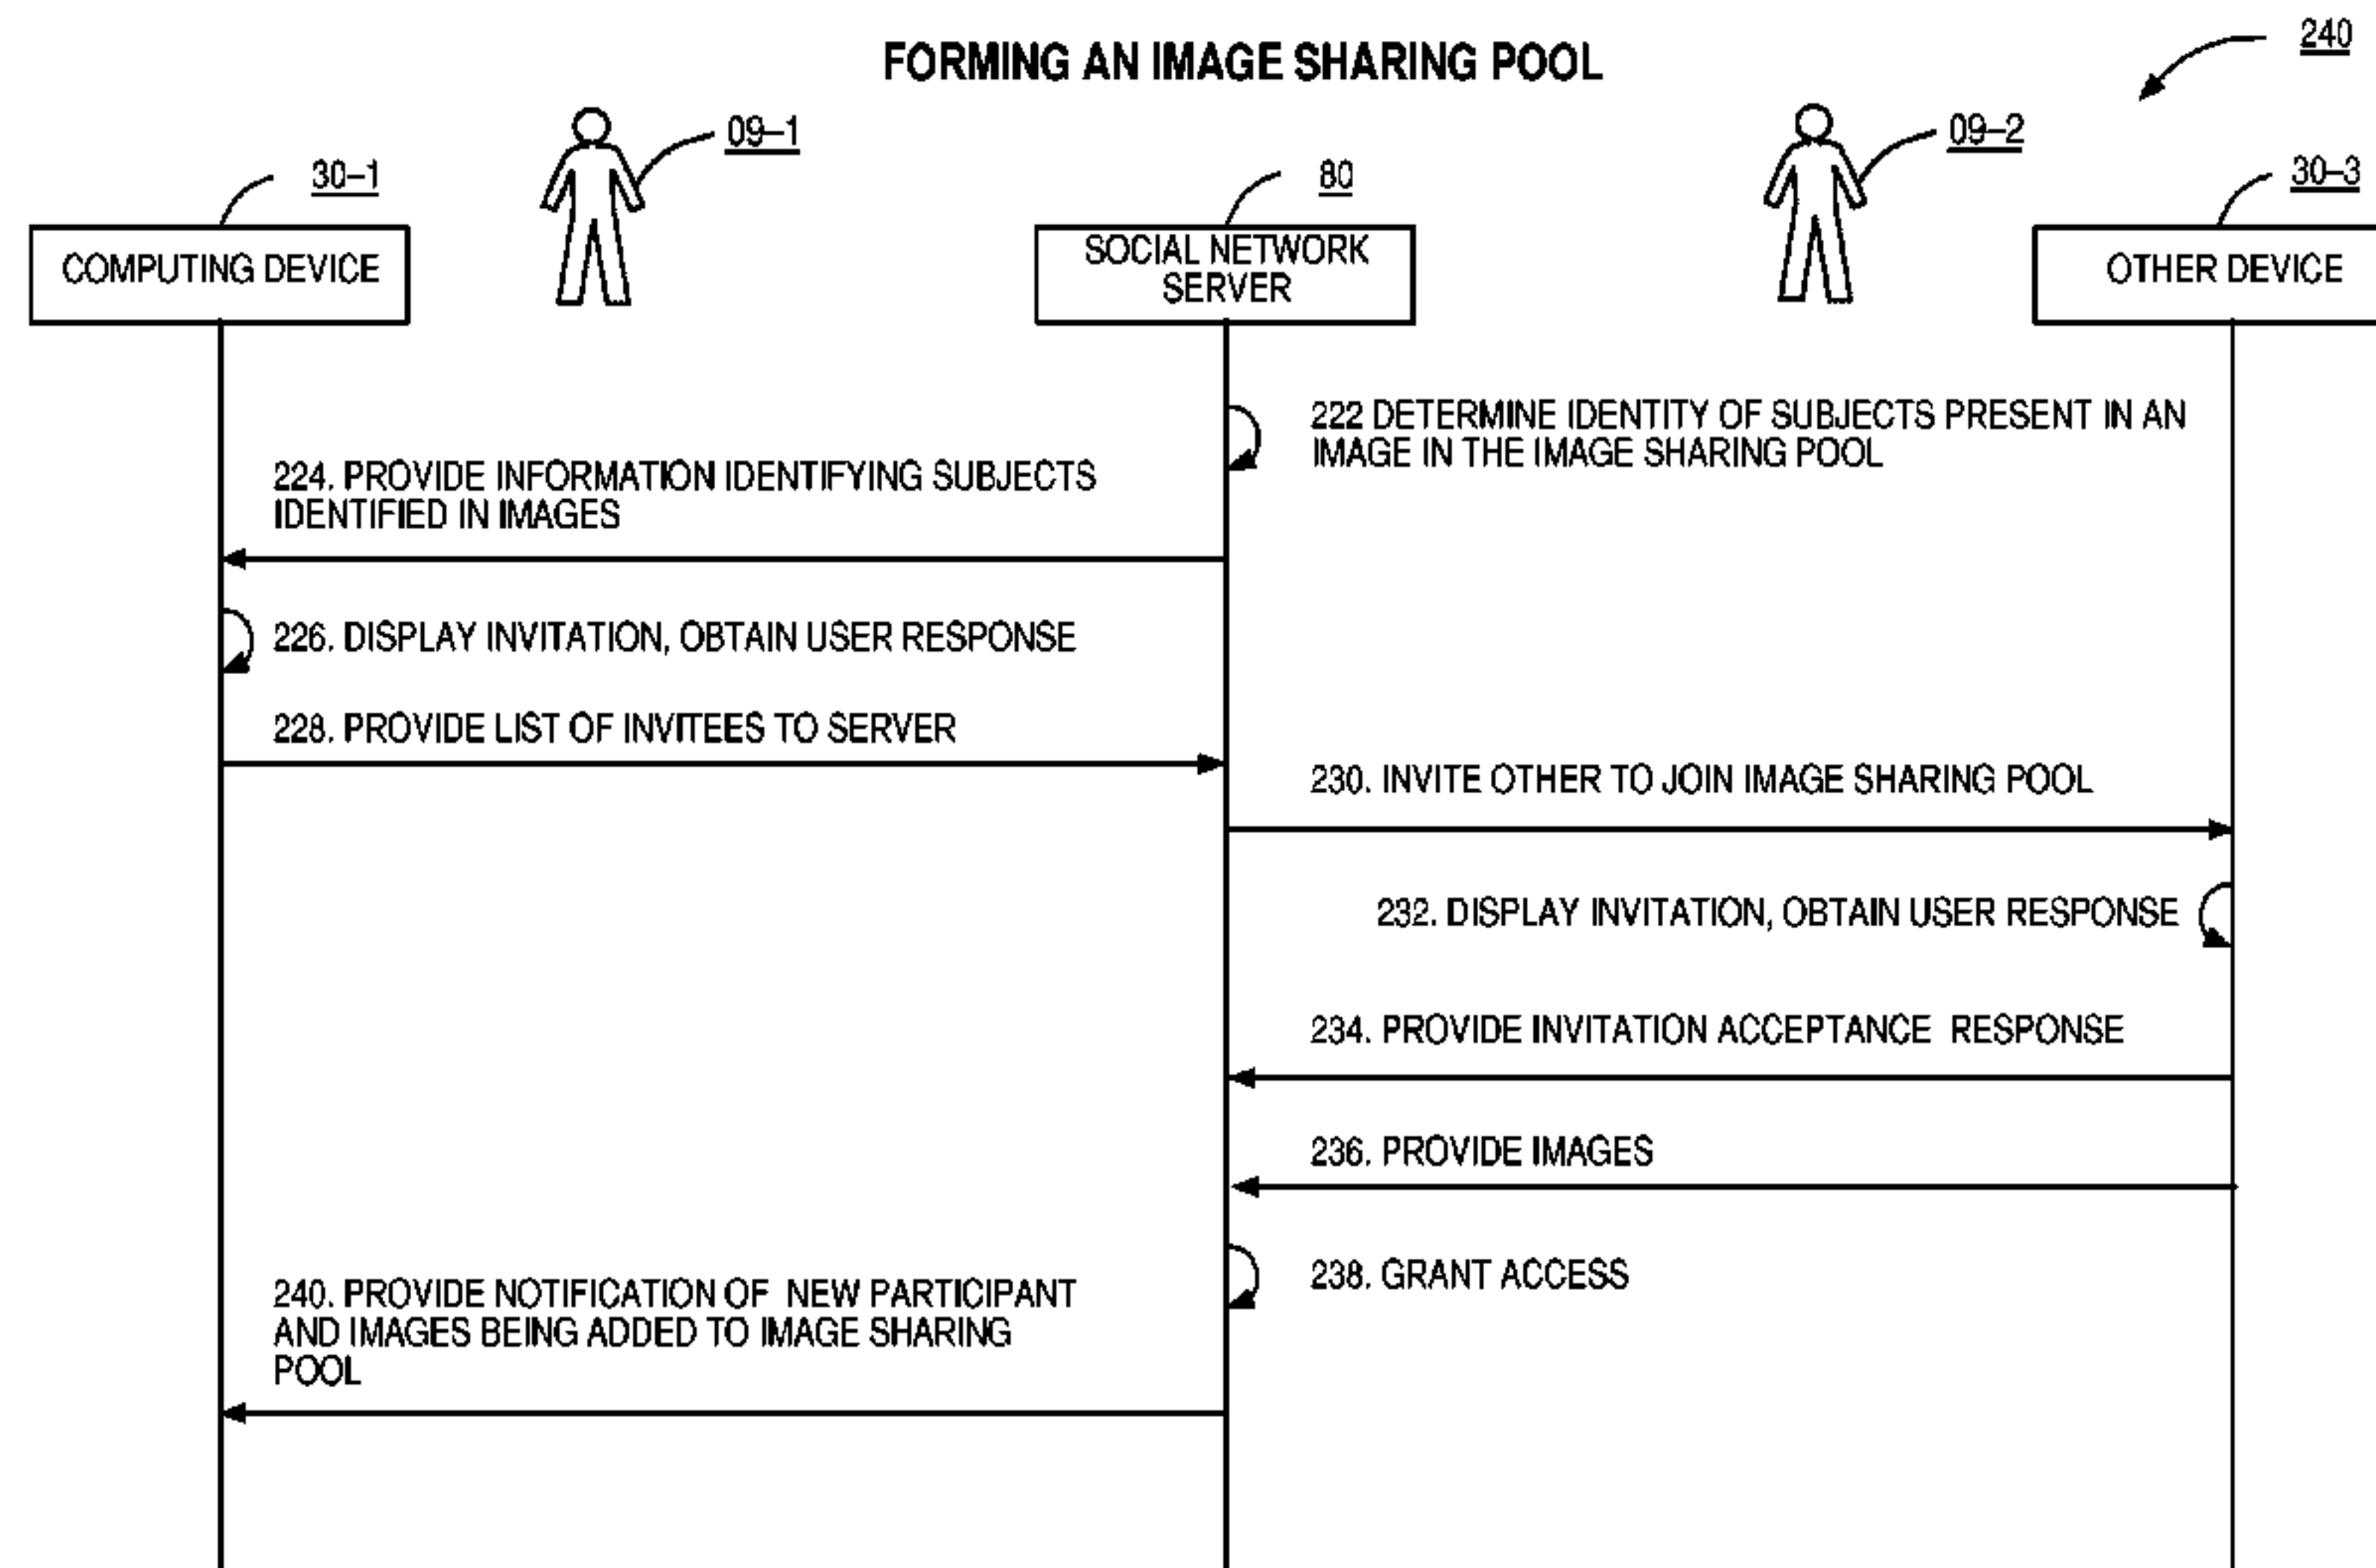 FORMING AN IMAGE SHARING POOL
240
09–1
09–2
30–1
80
30–3
COMPUTING DEVICE
SOCIAL NETWORK
SERVER
OTHER DEVICE
222 DETERMINE IDENTITY OF SUBJECTS PRESENT IN AN
IMAGE IN THE IMAGE SHARING POOL
224. PROVIDE INFORMATION IDENTIFYING SUBJECTS
IDENTIFIED IN IMAGES
226. DISPLAY INVITATION, OBTAIN USER RESPONSE
228. PROVIDE LIST OF INVITEES TO SERVER
230. INVITE OTHER TO JOIN IMAGE SHARING POOL
232. DISPLAY INVITATION, OBTAIN USER RESPONSE
234. PROVIDE INVITATION ACCEPTANCE RESPONSE
236. PROVIDE IMAGES
238. GRANT ACCESS
240. PROVIDE NOTIFICATION OF NEW PARTICIPANT
AND IMAGES BEING ADDED TO IMAGE SHARING
POOL